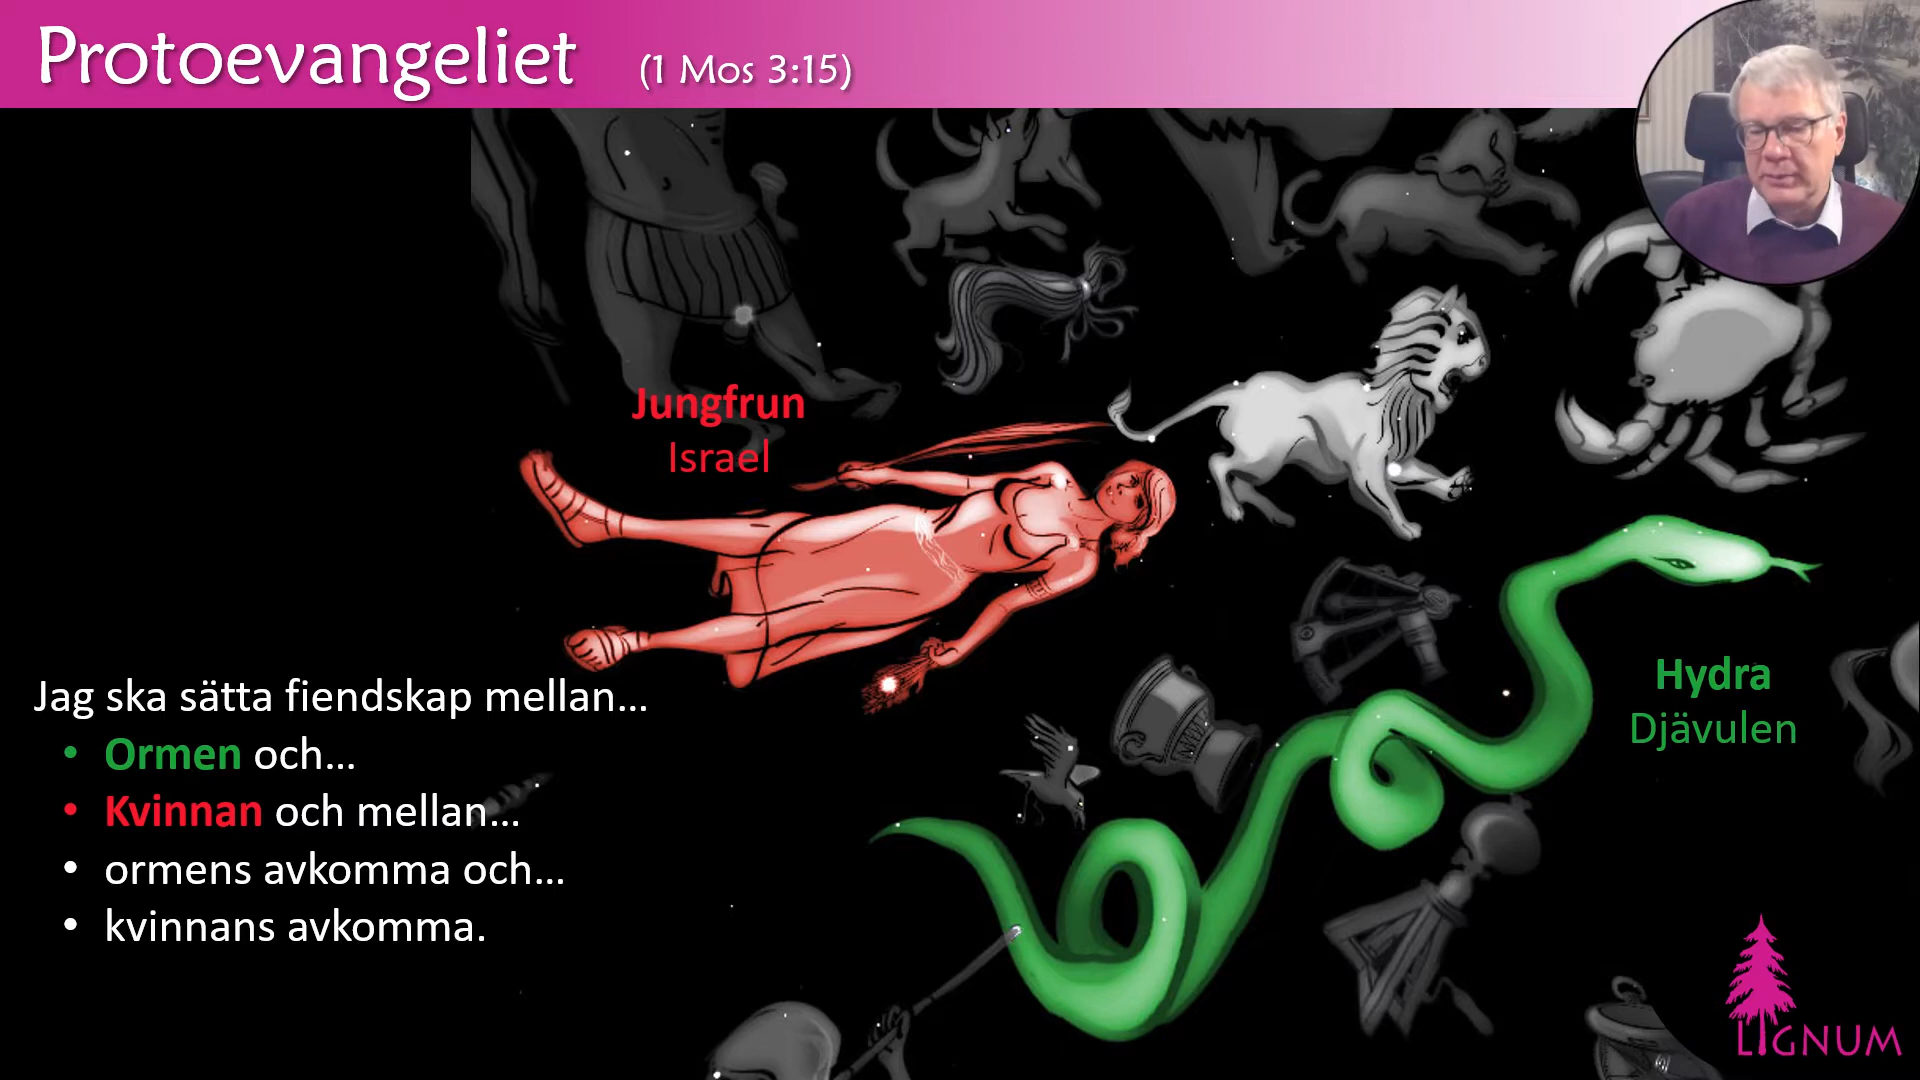 Protoevangeliet (1 Mos 3:15)
Jungfrun
Israel
Hydra
Djävulen
Jag ska sätta fiendskap mellan…
• Ormen och…
• Kvinnan och mellan…
• ormens avkomma och…
• kvinnans avkomma.
LIGNUM